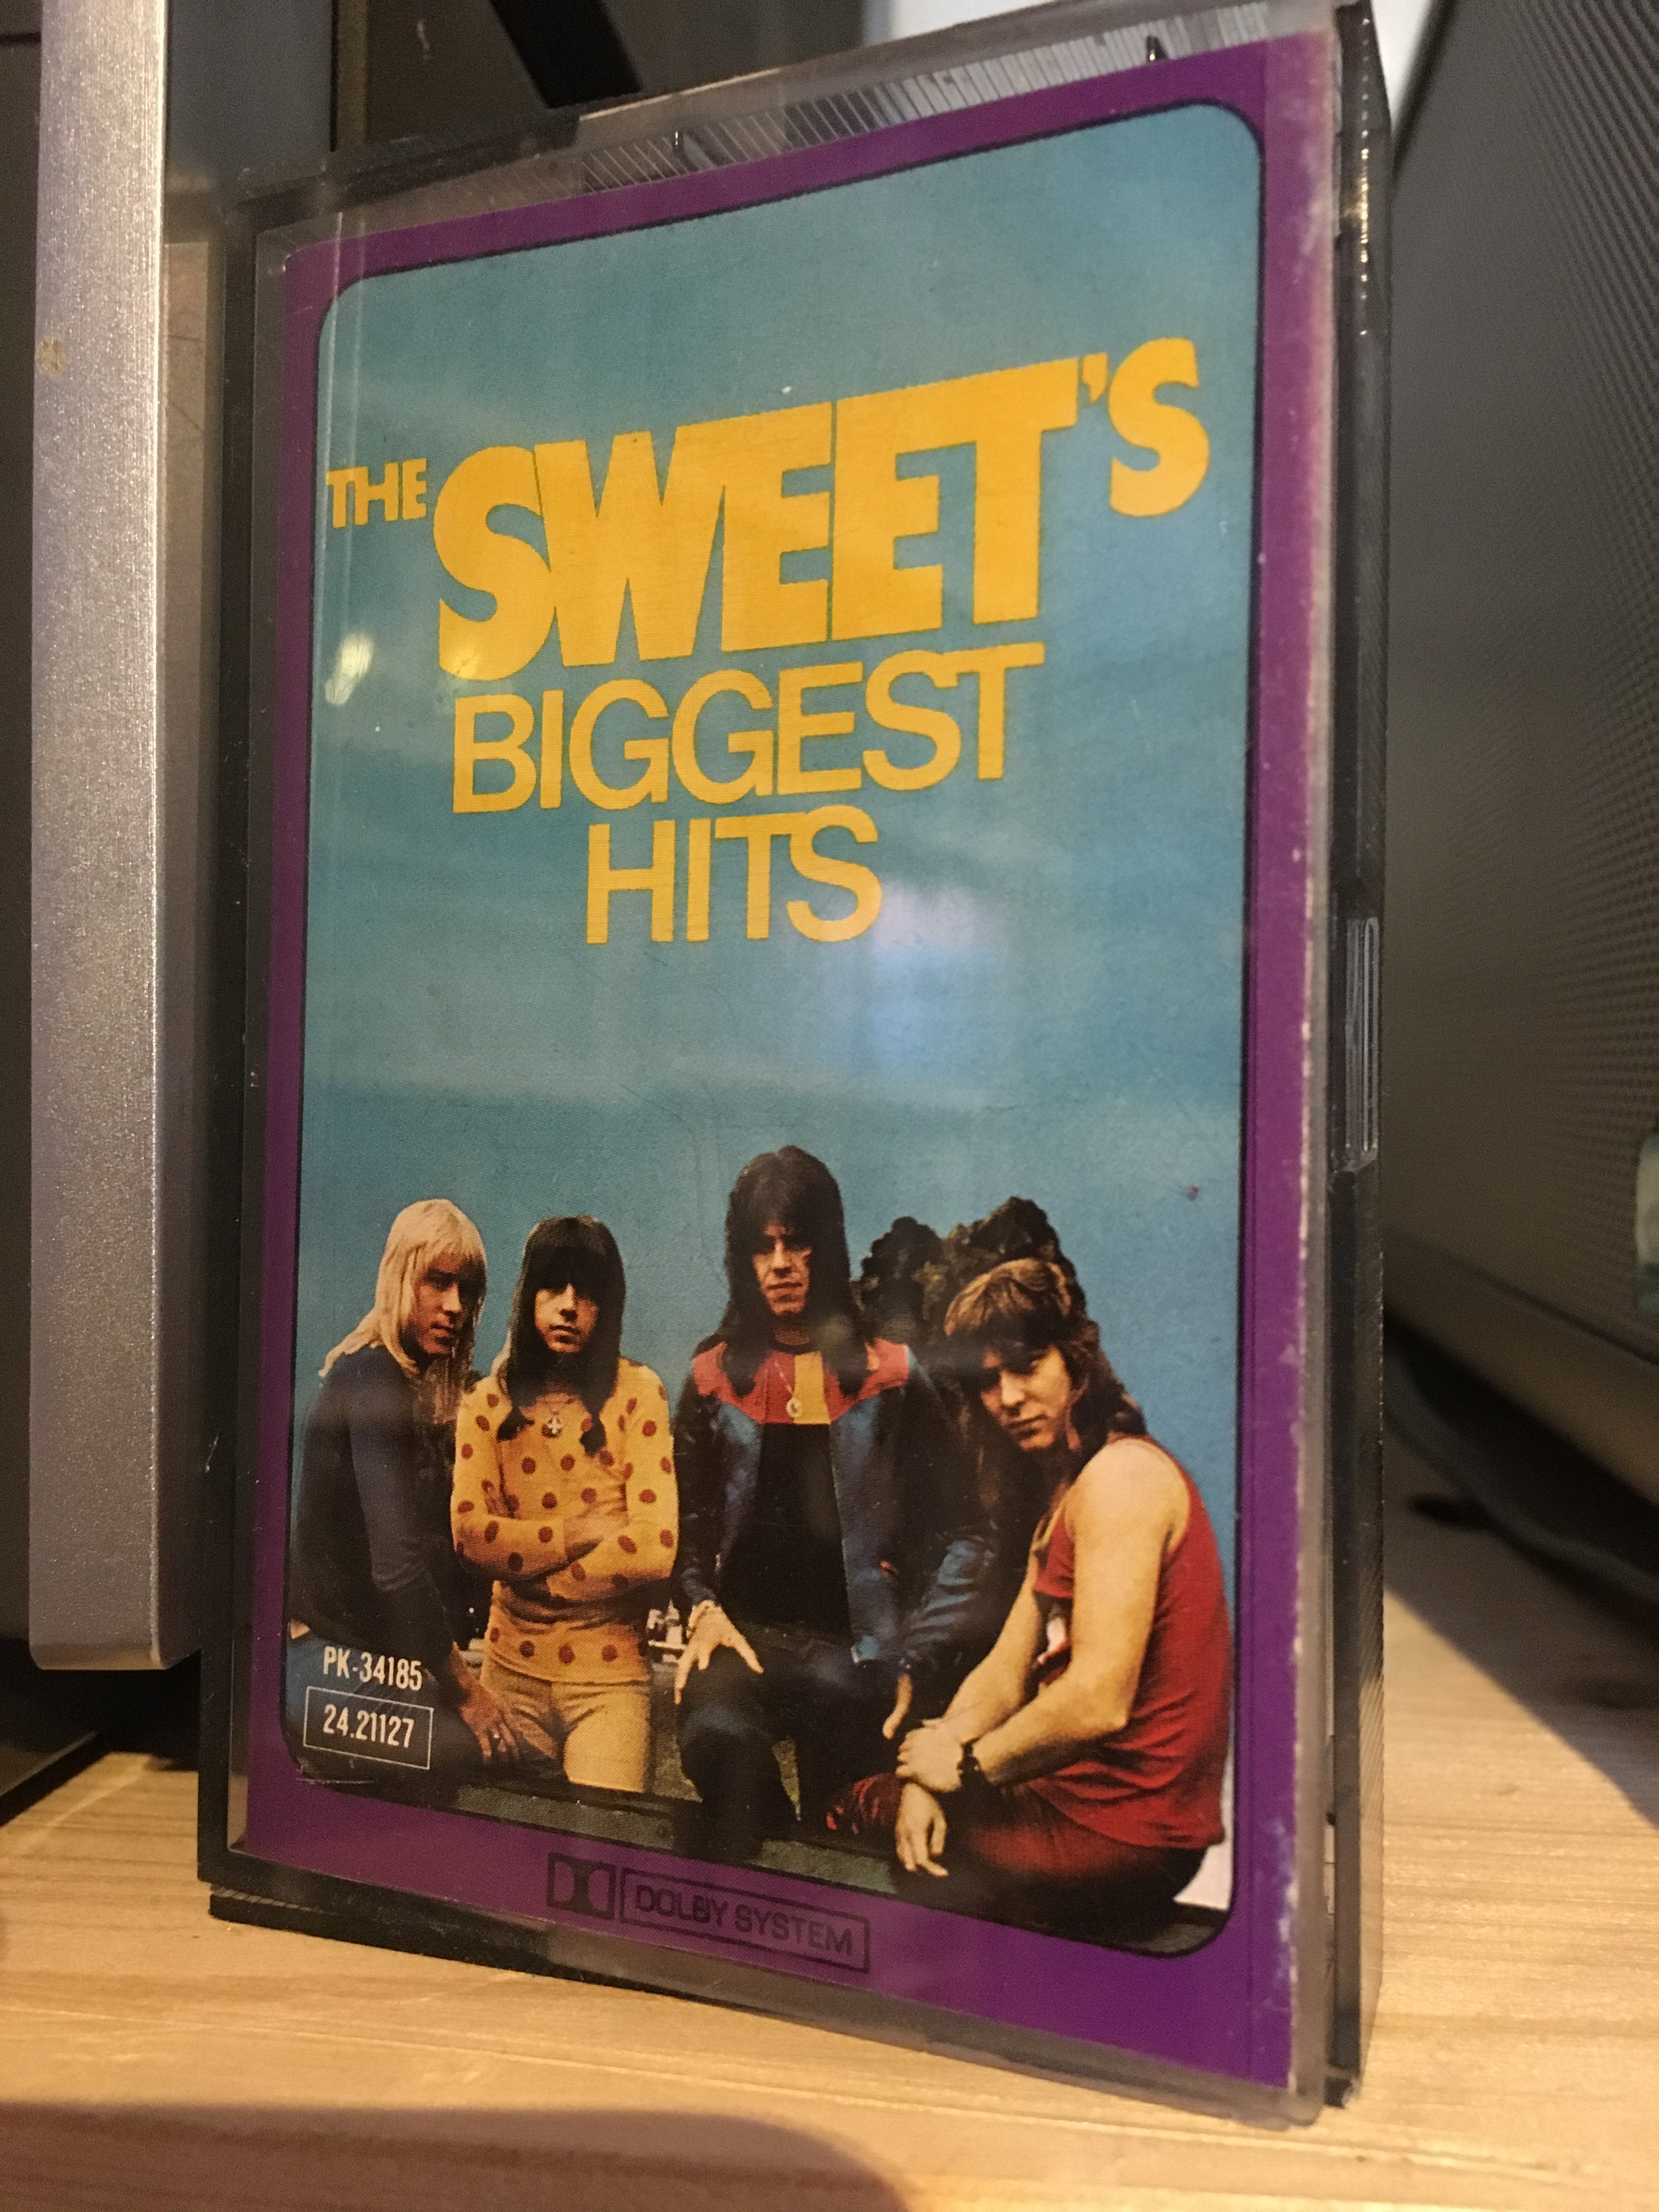 THE SWEET'S
BIGGEST
HITS
PK-34185
24.21127
DOLBY SYSTEM